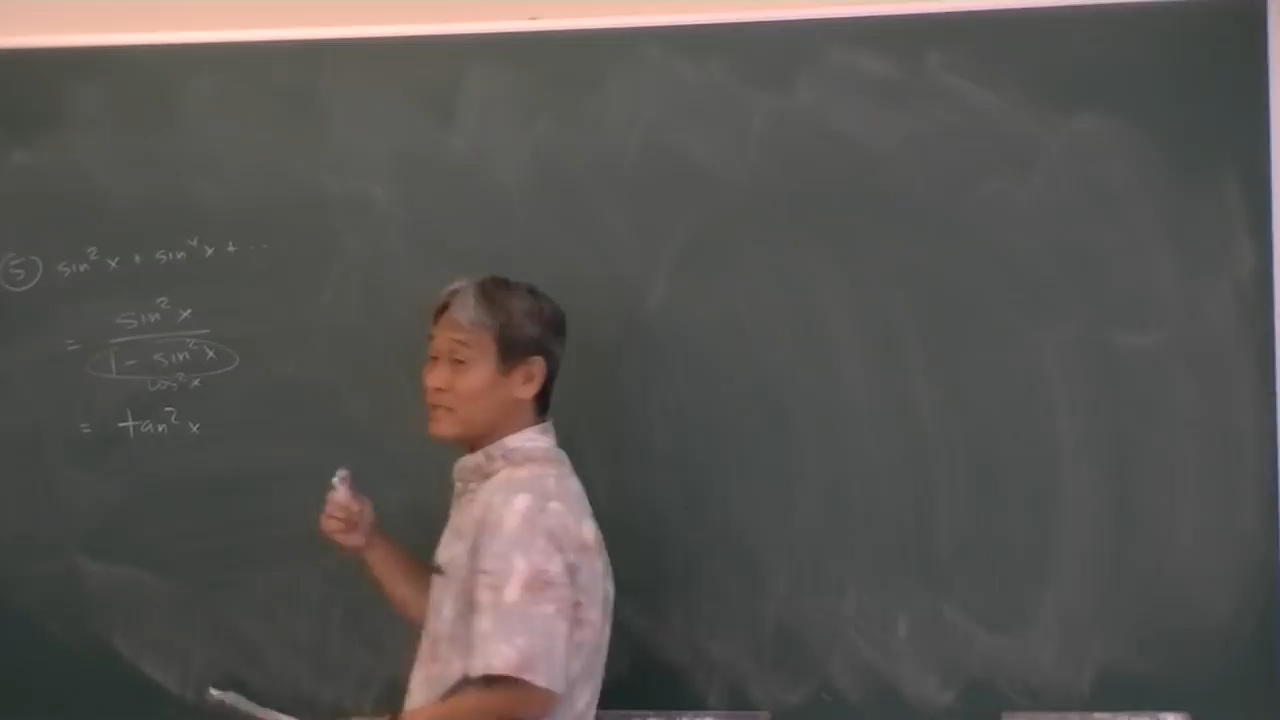 ⑤ sin²x + sin⁴x + ...
= sin²x / 1 - sin²x
cos²x
= tan²x